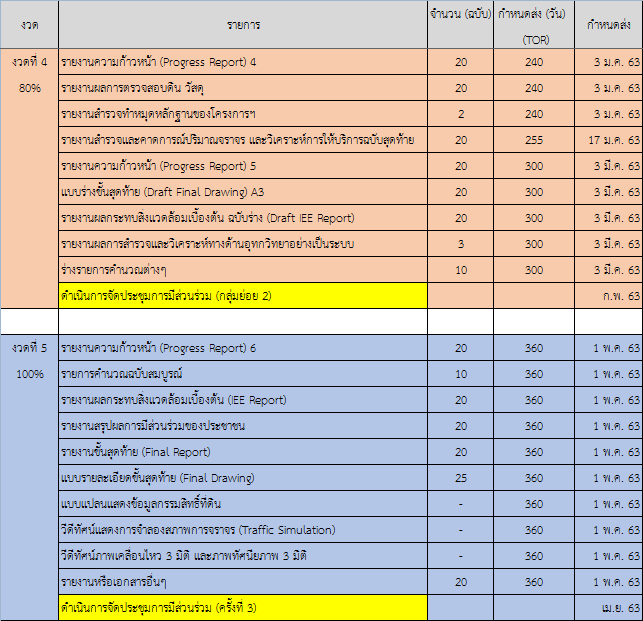 งวด รายการ จำนวน (ฉบับ) กำหนดส่ง (วัน) (TOR) กำหนดส่ง
งวดที่ 4 รายงานความก้าวหน้า (Progress Report) 4 20 240 3 ม.ค. 63
80% รายงานผลการตรวจสอบดิน วัสดุ 20 240 3 ม.ค. 63
รายงานสำรวจทำหมุดหลักฐานของโครงการฯ 2 240 3 ม.ค. 63
รายงานสำรวจและคาดการณ์ปริมาณจราจร และวิเคราะห์การให้บริการฉบับสุดท้าย 20 255 17 ม.ค. 63
รายงานความก้าวหน้า (Progress Report) 5 20 300 3 มี.ค. 63
แบบร่างขั้นสุดท้าย (Draft Final Drawing) A3 20 300 3 มี.ค. 63
รายงานผลกระทบสิ่งแวดล้อมเบื้องต้น ฉบับร่าง (Draft IEE Report) 20 300 3 มี.ค. 63
รายงานผลการสำรวจและวิเคราะห์ทางด้านอุทกวิทยาอย่างเป็นระบบ 3 300 3 มี.ค. 63
ร่างรายการคำนวณต่างๆ 10 300 3 มี.ค. 63
ดำเนินการจัดประชุมการมีส่วนร่วม (กลุ่มย่อย 2) ก.พ. 63
งวดที่ 5 รายงานความก้าวหน้า (Progress Report) 6 20 360 1 พ.ค. 63
100% รายการคำนวณฉบับสมบูรณ์ 10 360 1 พ.ค. 63
รายงานผลกระทบสิ่งแวดล้อมเบื้องต้น (IEE Report) 20 360 1 พ.ค. 63
รายงานสรุปผลการมีส่วนร่วมของประชาชน 20 360 1 พ.ค. 63
รายงานขั้นสุดท้าย (Final Report) 20 360 1 พ.ค. 63
แบบรายละเอียดขั้นสุดท้าย (Final Drawing) 25 360 1 พ.ค. 63
แบบแปลนแสดงข้อมูลกรรมสิทธิ์ที่ดิน - 360 1 พ.ค. 63
วีดีทัศน์แสดงการจำลองสภาพการจราจร (Traffic Simulation) - 360 1 พ.ค. 63
วีดีทัศน์ภาพเคลื่อนไหว 3 มิติ และภาพทัศนียภาพ 3 มิติ - 360 1 พ.ค. 63
รายงานหรือเอกสารอื่นๆ 20 360 1 พ.ค. 63
ดำเนินการจัดประชุมการมีส่วนร่วม (ครั้งที่ 3) เม.ย. 63